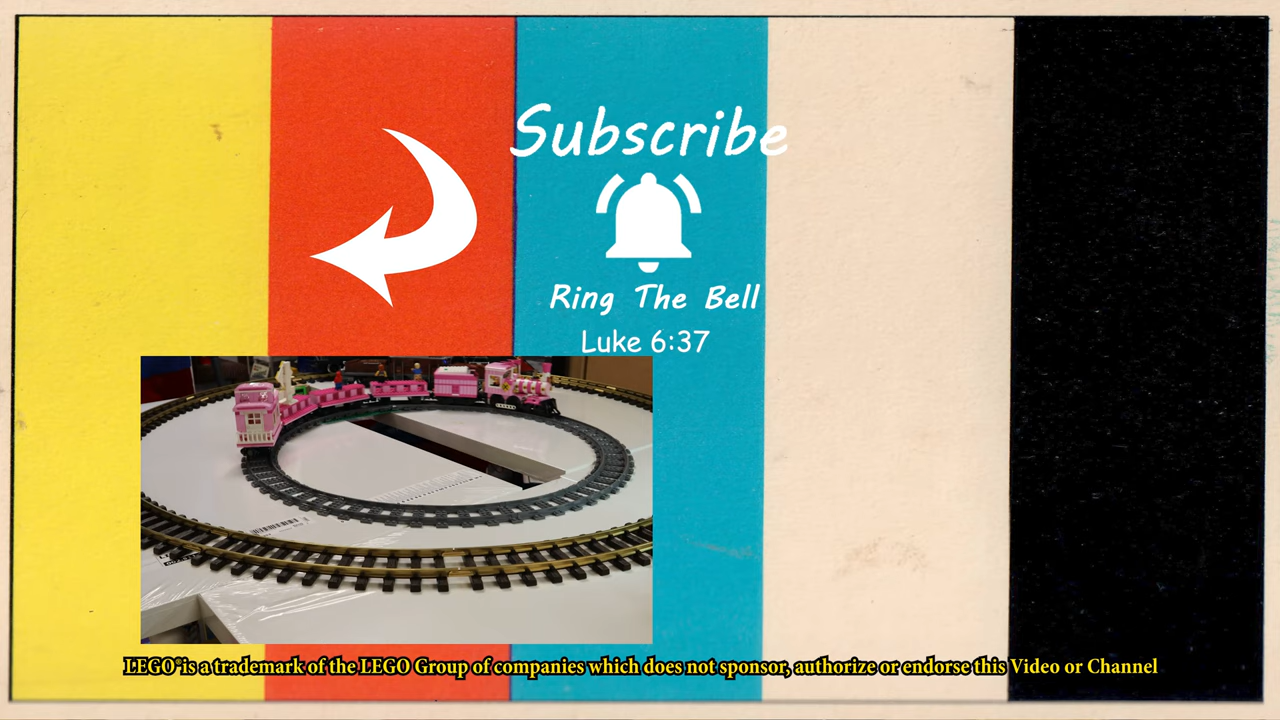 Subscribe
Ring The Bell
Luke 6:37
LEGO® is a trademark of the LEGO Group of companies which does not sponsor, authorize or endorse this Video or Channel